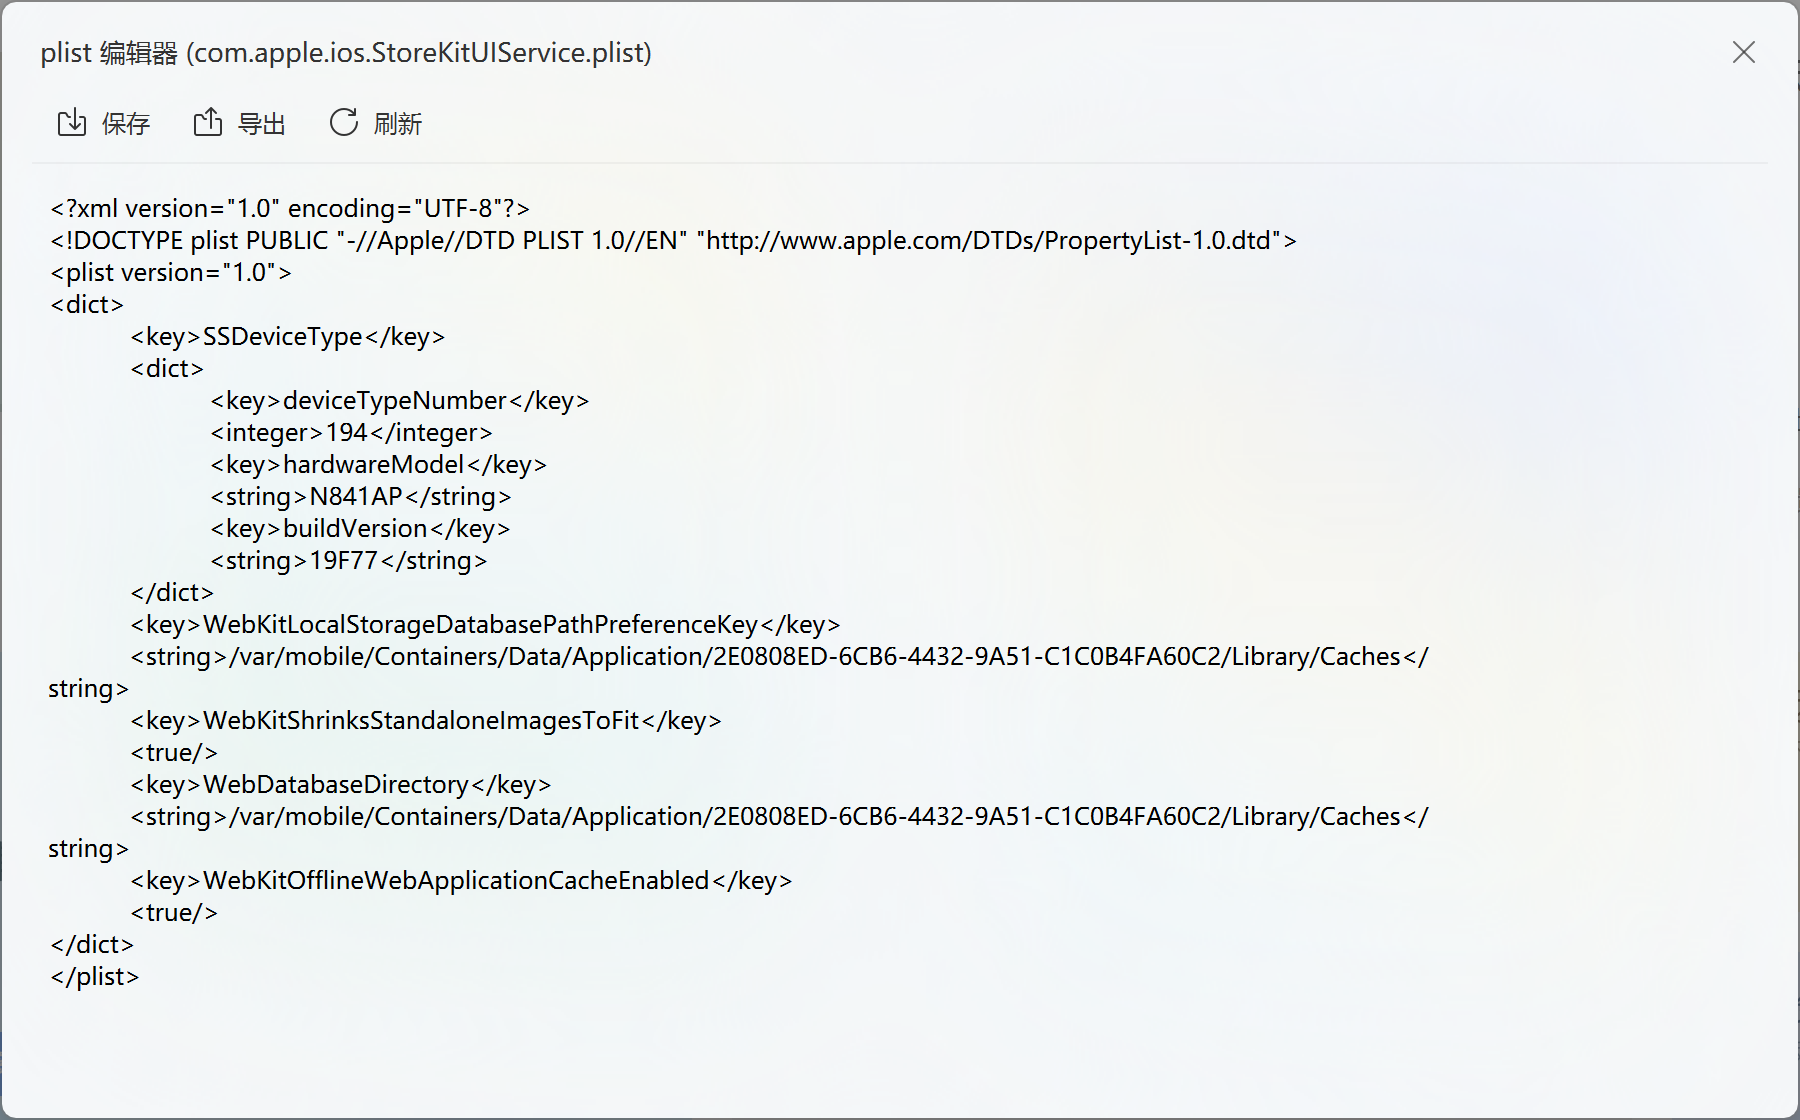 plist 编辑器 (com.apple.ios.StoreKitUIService.plist)
保存 导出 刷新
<?xml version="1.0" encoding="UTF-8"?>
<!DOCTYPE plist PUBLIC "-//Apple//DTD PLIST 1.0//EN" "http://www.apple.com/DTDs/PropertyList-1.0.dtd">
<plist version="1.0">
<dict>
<key>SSDeviceType</key>
<dict>
<key>deviceTypeNumber</key>
<integer>194</integer>
<key>hardwareModel</key>
<string>N841AP</string>
<key>buildVersion</key>
<string>19F77</string>
</dict>
<key>WebKitLocalStorageDatabasePathPreferenceKey</key>
<string>/var/mobile/Containers/Data/Application/2E0808ED-6CB6-4432-9A51-C1C0B4FA60C2/Library/Caches</
string>
<key>WebKitShrinksStandaloneImagesToFit</key>
<true/>
<key>WebDatabaseDirectory</key>
<string>/var/mobile/Containers/Data/Application/2E0808ED-6CB6-4432-9A51-C1C0B4FA60C2/Library/Caches</
string>
<key>WebKitOfflineWebApplicationCacheEnabled</key>
<true/>
</dict>
</plist>